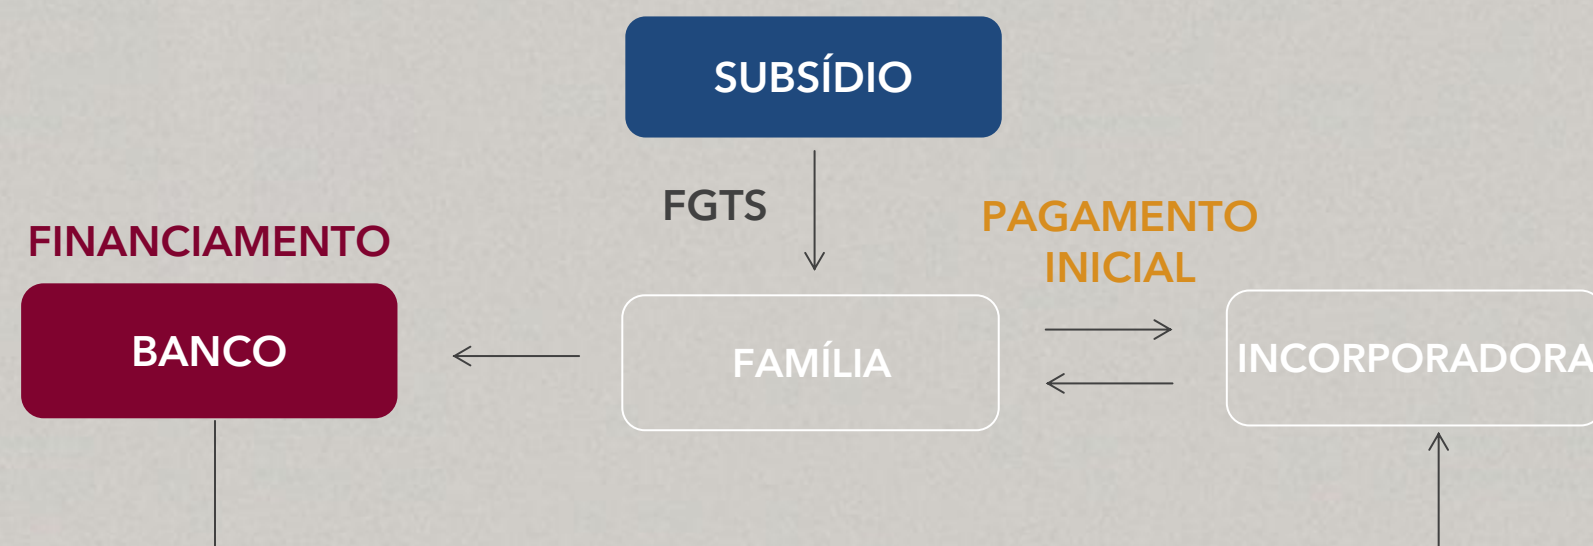 SUBSÍDIO
FGTS
PAGAMENTO
INICIAL
FINANCIAMENTO
BANCO
FAMÍLIA
INCORPORADORA